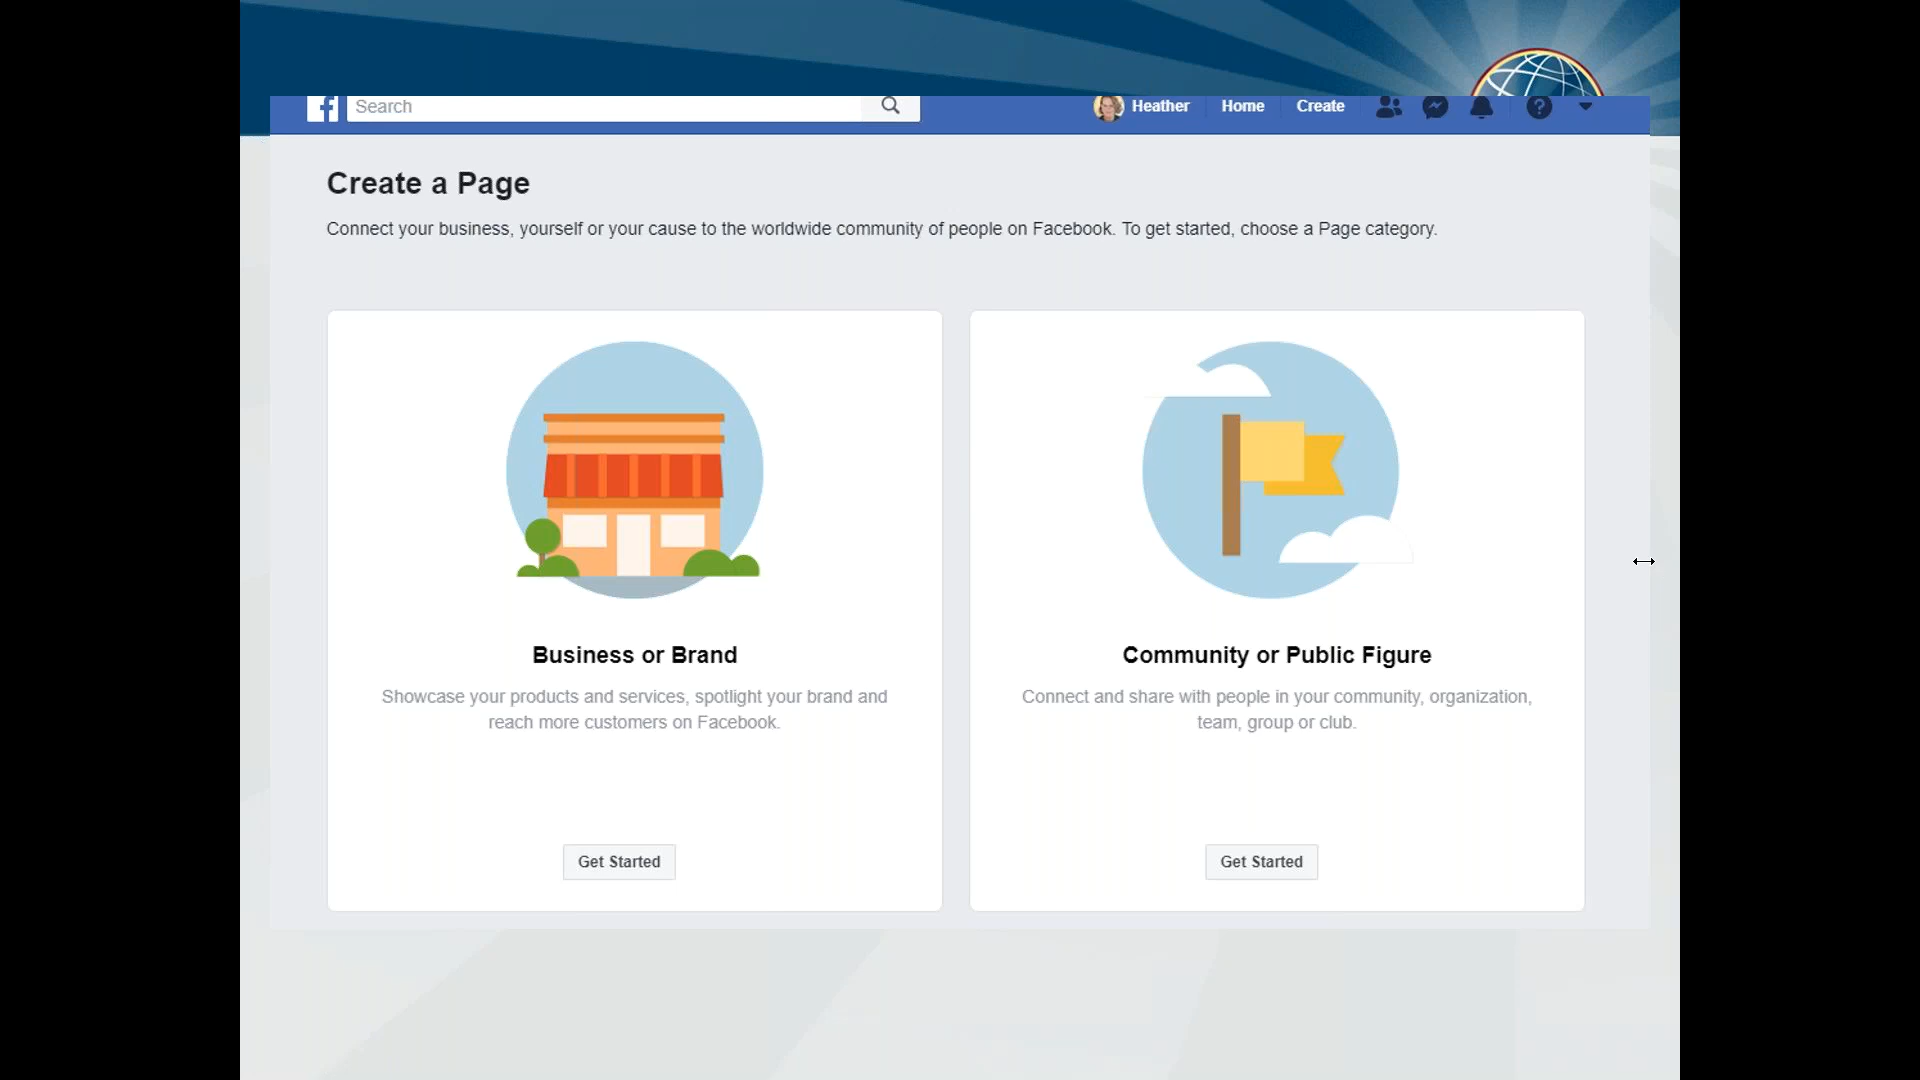 Search
Heather Home Create
Create a Page
Connect your business, yourself or your cause to the worldwide community of people on Facebook. To get started, choose a Page category.
Business or Brand
Showcase your products and services, spotlight your brand and
reach more customers on Facebook.
Get Started
Community or Public Figure
Connect and share with people in your community, organization,
team, group or club.
Get Started